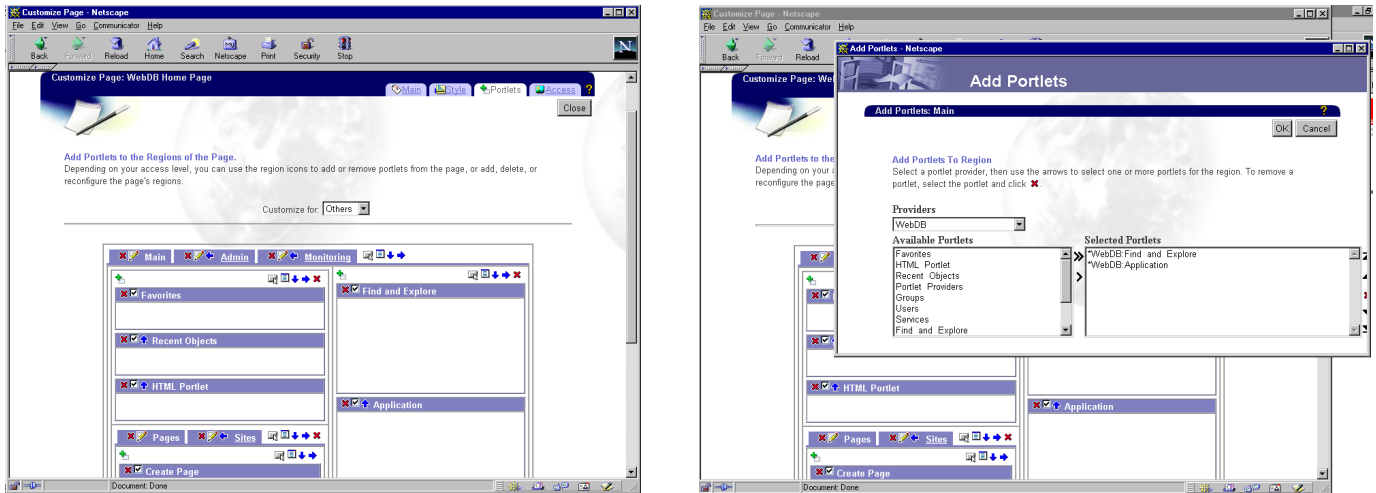 Customize Page - Netscape
File Edit View Go Communicator Help
Back Forward Reload Home Search Netscape Print Security Stop
N
Customize Page: WebDB Home Page
Main Style Portlets Access ?
Close
Add Portlets to the Regions of the Page.
Depending on your access level, you can use the region icons to add or remove portlets from the page, or add, delete, or
reconfigure the page's regions.
Customize for: Others
Main Admin Monitoring
Favorites
Find and Explore
Recent Objects
HTML Portlet
Application
Pages Sites
Create Page
Document: Done
Customize Page - Netscape
File Edit View Go Communicator Help
Back Forward Reload
Customize Page: We
Add Portlets to the
Depending on your a
reconfigure the page
HTML Portlet
Application
Pages Sites
Create Page
Document: Done
Add Portlets - Netscape
Add Portlets
Add Portlets: Main ?
OK Cancel
Add Portlets To Region
Select a portlet provider, then use the arrows to select one or more portlets for the region. To remove a
portlet, select the portlet and click .
Providers
WebDB
Available Portlets
Favorites
HTML Portlet
Recent Objects
Portlet Providers
Groups
Users
Services
Find and Explore
Selected Portlets
*WebDB:Find and Explore
*WebDB:Application